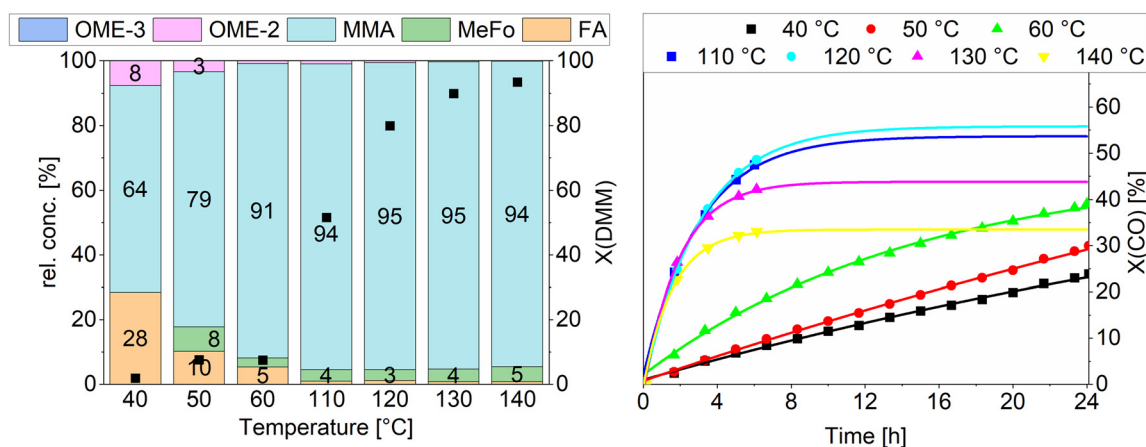 OME-3 OME-2 MMA MeFo FA
100 8 3 100
80 80
64 79 91 94 95 95 94
60 60
40 40
20 28 8 20
10 5 4 3 4 5
0 0
40 50 60 110 120 130 140
Temperature [°C]
rel. conc. [%]
X(DMM) [%]
40 °C 50 °C 60 °C
110 °C 120 °C 130 °C 140 °C
60
50
40
30
20
10
0
0 4 8 12 16 20 24
Time [h]
X(CO) [%]